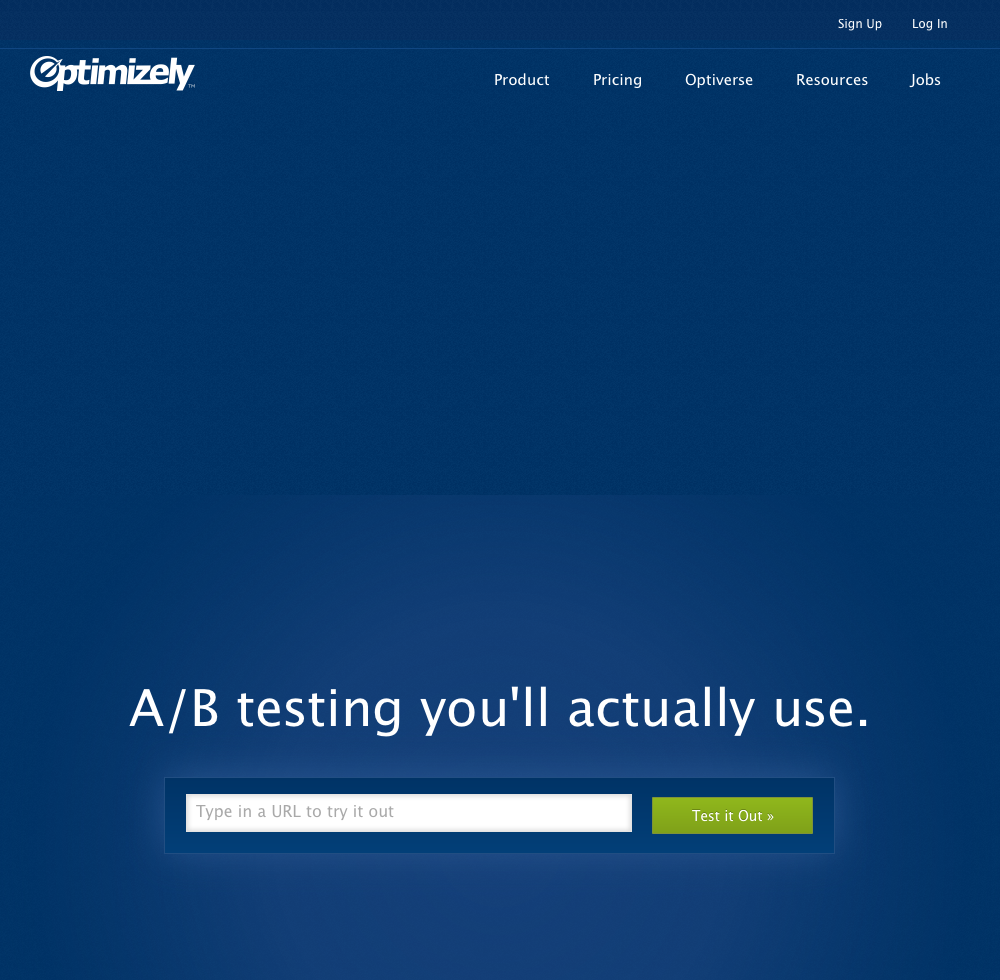 Sign Up Log In
Optimizely™
Product Pricing Optiverse Resources Jobs
A/B testing you'll actually use.
Type in a URL to try it out
Test it Out »